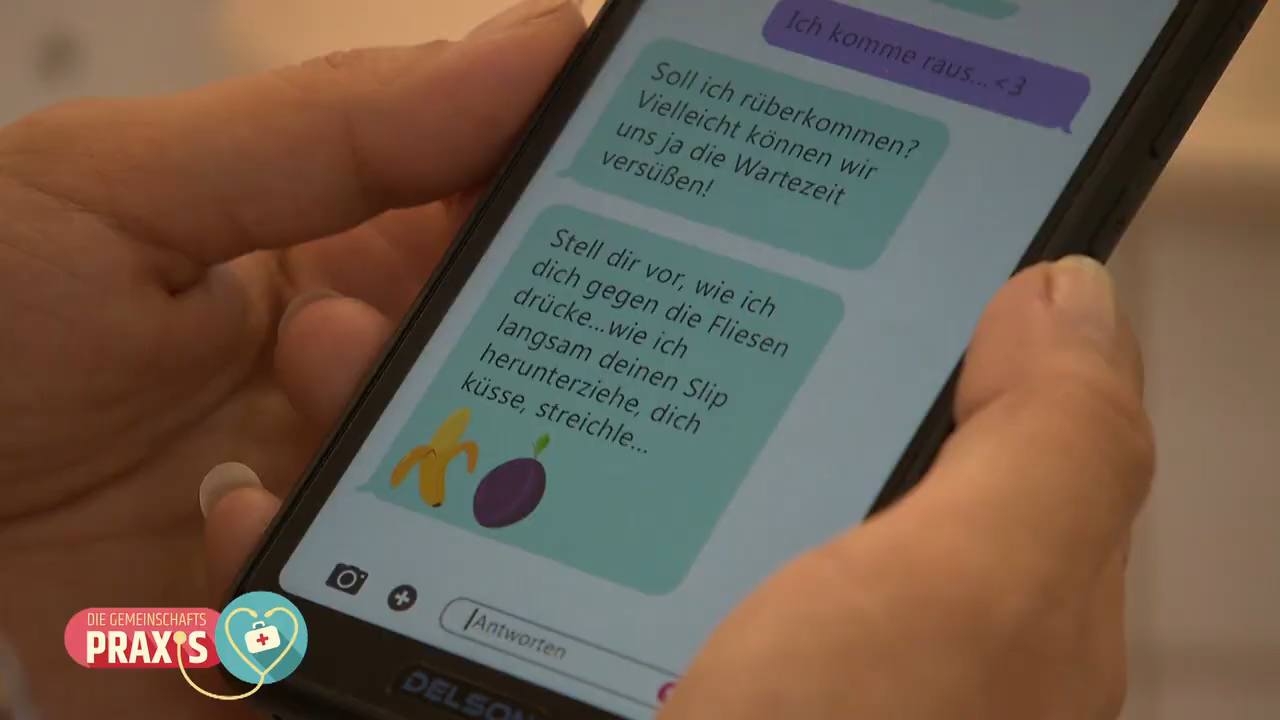 Ich komme raus... <3
Soll ich rüberkommen?
Vielleicht können wir
uns ja die Wartezeit
versüßen!
Stell dir vor, wie ich
dich gegen die Fliesen
drücke...wie ich
langsam deinen Slip
herunterziehe, dich
küsse, streichle...
Antworten
DELSON
DIE GEMEINSCHAFTS
PRAXIS